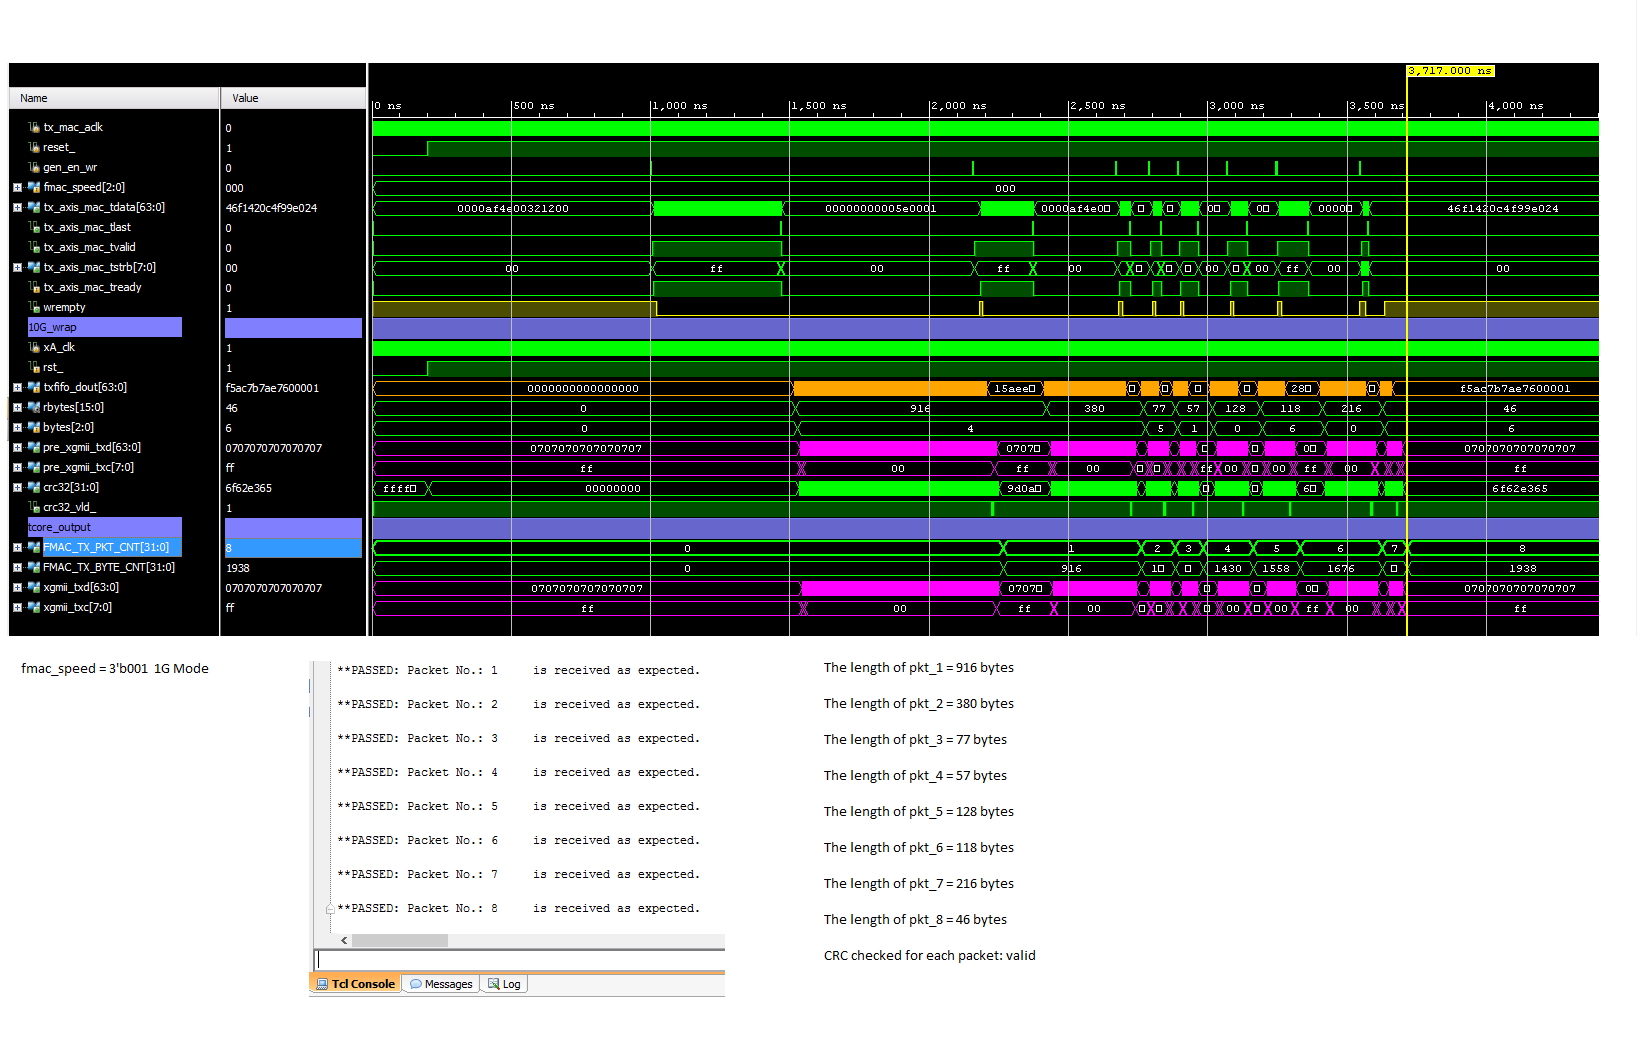 3,717.000 ns
Name Value 0 ns 500 ns 1,000 ns 1,500 ns 2,000 ns 2,500 ns 3,000 ns 3,500 ns 4,000 ns
tx_mac_aclk 0
reset_ 1
gen_en_wr 0
fmac_speed[2:0] 000 000
tx_axis_mac_tdata[63:0] 46f1420c4f99e024 0000af4e00321200 00000000005e0001 0000af4e0 0 0 0000 46f1420c4f99e024
tx_axis_mac_tlast 0
tx_axis_mac_tvalid 0
tx_axis_mac_tstrb[7:0] 00 00 ff 00 ff 00 00 00 ff 00 00
tx_axis_mac_tready 0
wrempty 1
10G_wrap
xA_clk 1
rst_ 1
txfifo_dout[63:0] f5ac7b7ae7600001 0000000000000000 15aee 28 f5ac7b7ae7600001
rbytes[15:0] 46 0 916 380 77 57 128 118 216 46
bytes[2:0] 6 0 4 5 1 0 6 0 6
pre_xgmii_txd[63:0] 0707070707070707 0707070707070707 0707 0 0707070707070707
pre_xgmii_txc[7:0] ff ff 00 ff 00 ff 00 00 ff 00 ff
crc32[31:0] 6f62e365 ffff 00000000 9d0a 6 6f62e365
crc32_vld_ 1
tcore_output
FMAC_TX_PKT_CNT[31:0] 8 0 1 2 3 4 5 6 7 8
FMAC_TX_BYTE_CNT[31:0] 1938 0 916 1 1430 1558 1676 1938
xgmii_txd[63:0] 0707070707070707 0707070707070707 0707 0 0707070707070707
xgmii_txc[7:0] ff ff 00 ff 00 00 00 ff 00 ff
fmac_speed = 3'b001 1G Mode
**PASSED: Packet No.: 1 is received as expected.
**PASSED: Packet No.: 2 is received as expected.
**PASSED: Packet No.: 3 is received as expected.
**PASSED: Packet No.: 4 is received as expected.
**PASSED: Packet No.: 5 is received as expected.
**PASSED: Packet No.: 6 is received as expected.
**PASSED: Packet No.: 7 is received as expected.
**PASSED: Packet No.: 8 is received as expected.
Tcl Console Messages Log
The length of pkt_1 = 916 bytes
The length of pkt_2 = 380 bytes
The length of pkt_3 = 77 bytes
The length of pkt_4 = 57 bytes
The length of pkt_5 = 128 bytes
The length of pkt_6 = 118 bytes
The length of pkt_7 = 216 bytes
The length of pkt_8 = 46 bytes
CRC checked for each packet: valid